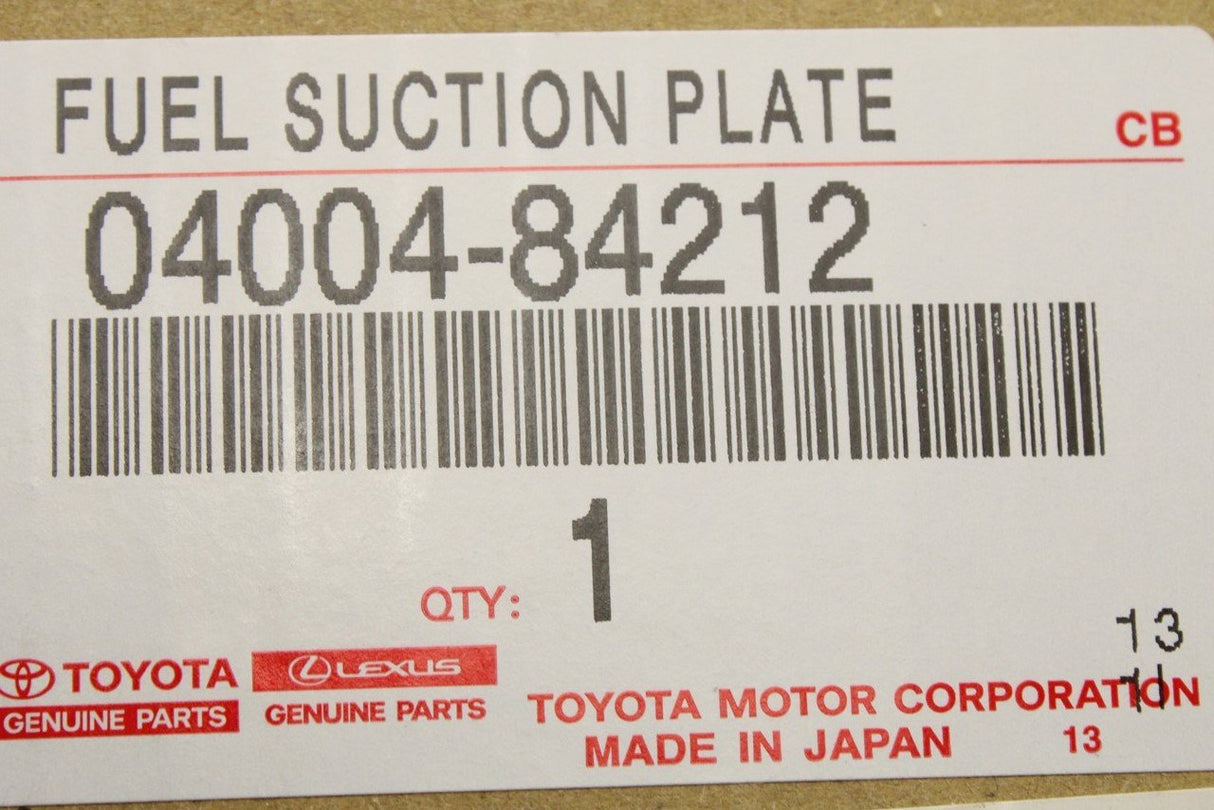 FUEL SUCTION PLATE
CB
04004-84212
QTY: 1
13
TOYOTA LEXUS
GENUINE PARTS GENUINE PARTS
TOYOTA MOTOR CORPORATION
MADE IN JAPAN 13